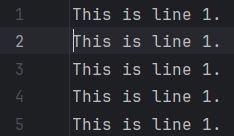 1 This is line 1.
2 This is line 1.
3 This is line 1.
4 This is line 1.
5 This is line 1.